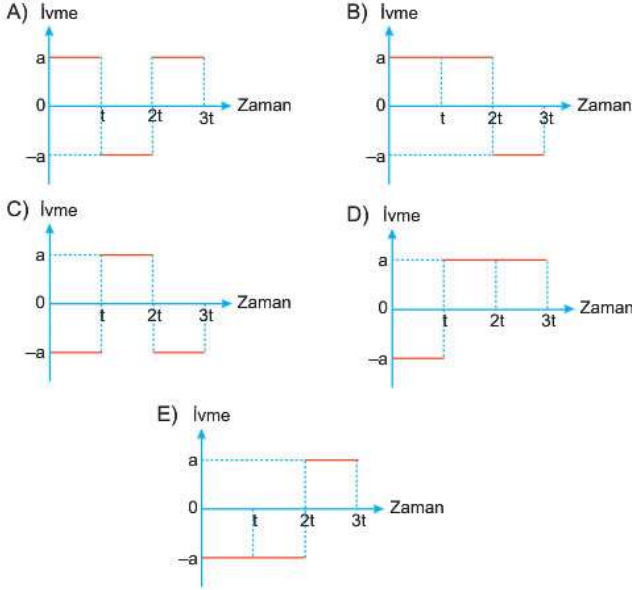 A) İvme
a
0
–a
t 2t 3t
Zaman
B) İvme
a
0
–a
t 2t 3t
Zaman
C) İvme
a
0
–a
t 2t 3t
Zaman
D) İvme
a
0
–a
t 2t 3t
Zaman
E) İvme
a
0
–a
t 2t 3t
Zaman